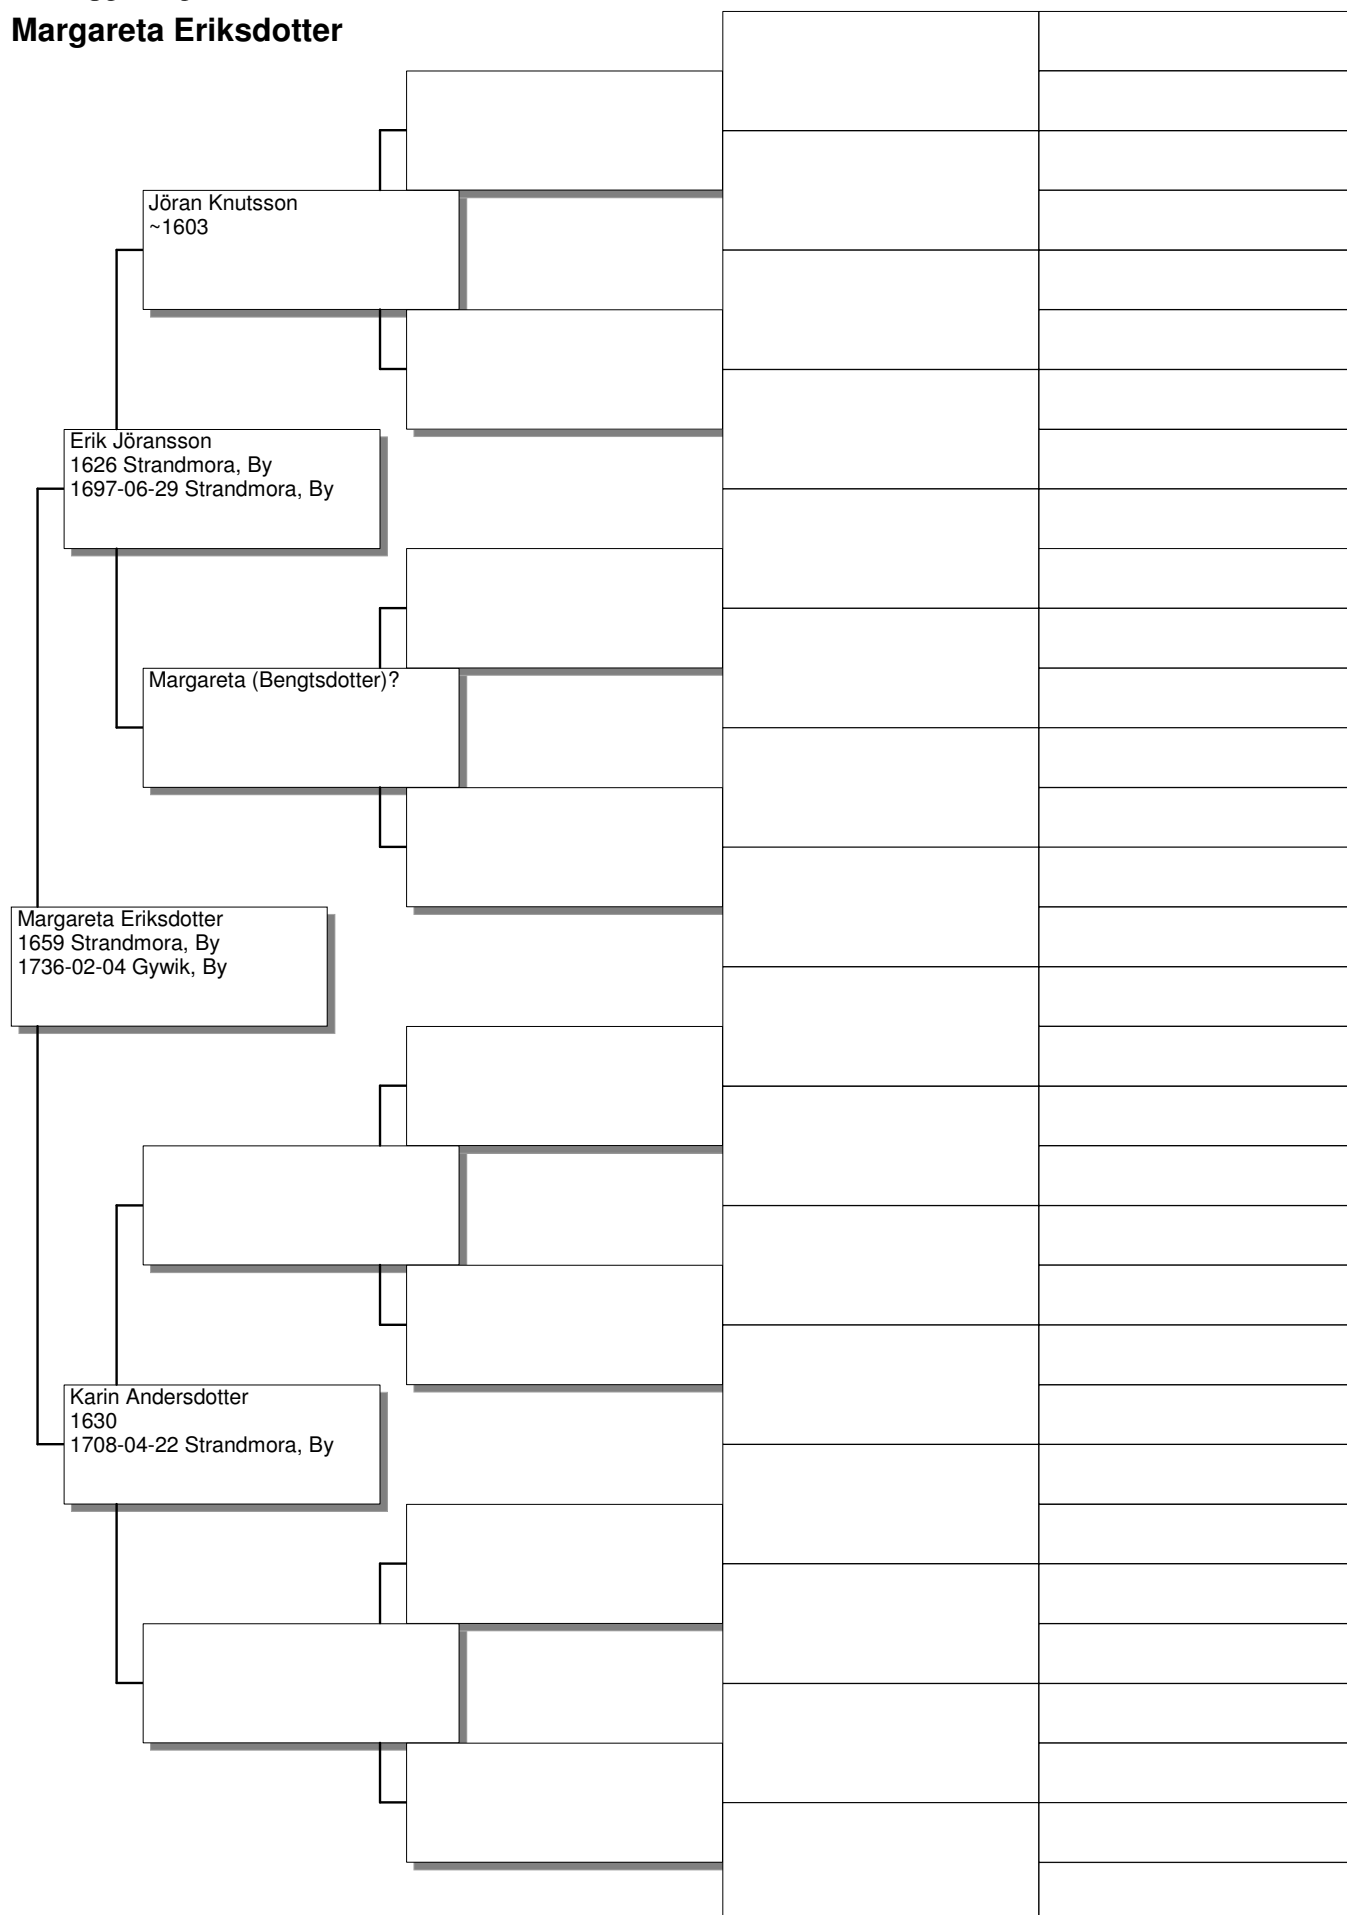 Margareta Eriksdotter
Jöran Knutsson
~1603
Erik Jöransson
1626 Strandmora, By
1697-06-29 Strandmora, By
Margareta (Bengtsdotter)?
Margareta Eriksdotter
1659 Strandmora, By
1736-02-04 Gywik, By
Karin Andersdotter
1630
1708-04-22 Strandmora, By